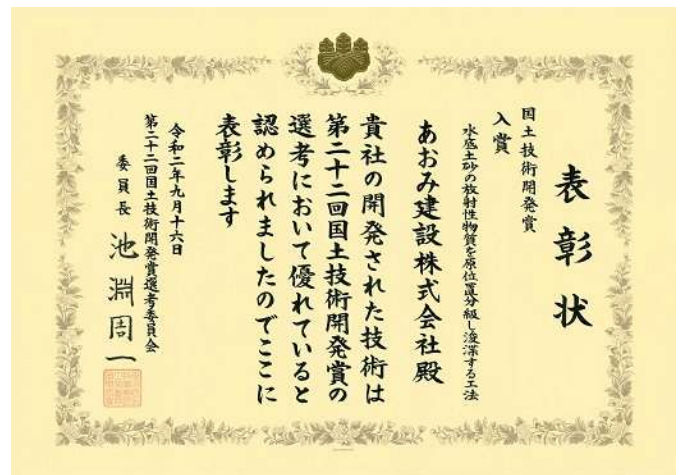 表彰状
国土技術開発賞
入賞
水底土砂の放射性物質を原位置分級し浚渫する工法
あおみ建設株式会社殿
貴社の開発された技術は
第二十二回国土技術開発賞の
選考において優れていると
認められましたのでここに
表彰します
令和二年九月十六日
第二十二回国土技術開発賞選考委員会
委員長 池淵周一